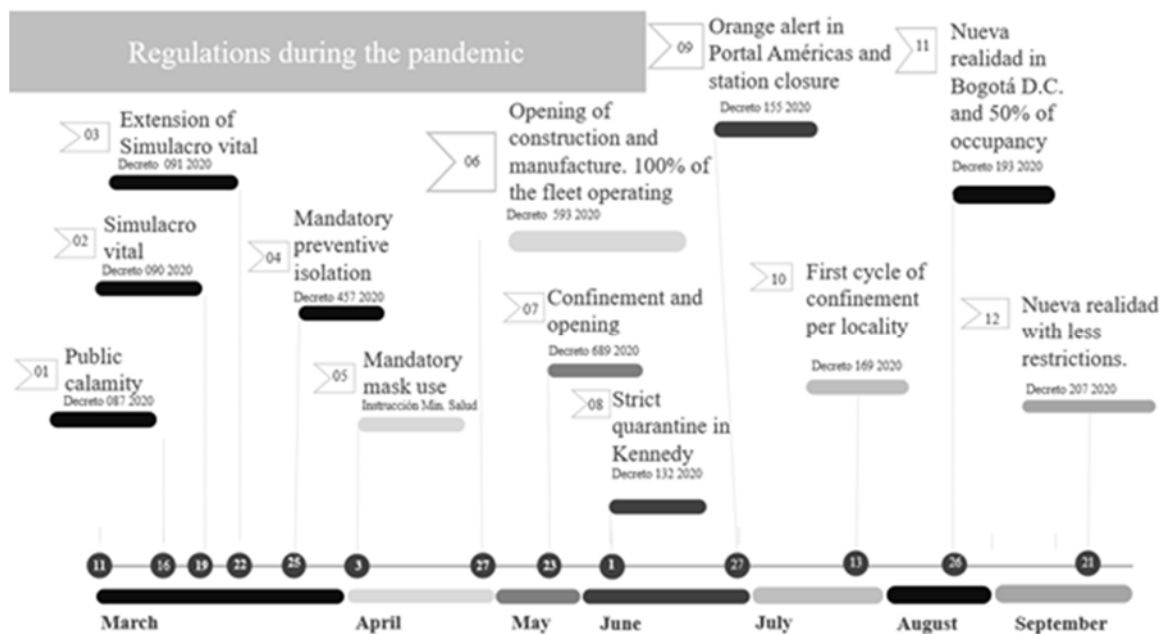 Regulations during the pandemic
01
Public
calamity
Decreto 087 2020
02
Simulacro
vital
Decreto 090 2020
03
Extension of
Simulacro vital
Decreto 091 2020
04
Mandatory
preventive
isolation
Decreto 457 2020
05
Mandatory
mask use
Instrucción Min. Salud
06
Opening of
construction and
manufacture. 100% of
the fleet operating
Decreto 593 2020
07
Confinement and
opening
Decreto 689 2020
08
Strict
quarantine in
Kennedy
Decreto 132 2020
09
Orange alert in
Portal Américas and
station closure
Decreto 155 2020
10
First cycle of
confinement
per locality
Decreto 169 2020
11
Nueva
realidad in
Bogotá D.C.
and 50% of
occupancy
Decreto 193 2020
12
Nueva realidad
with less
restrictions.
Decreto 207 2020
11 16 19 22 25 3 27 23 1 27 13 26 21
March April May June July August September